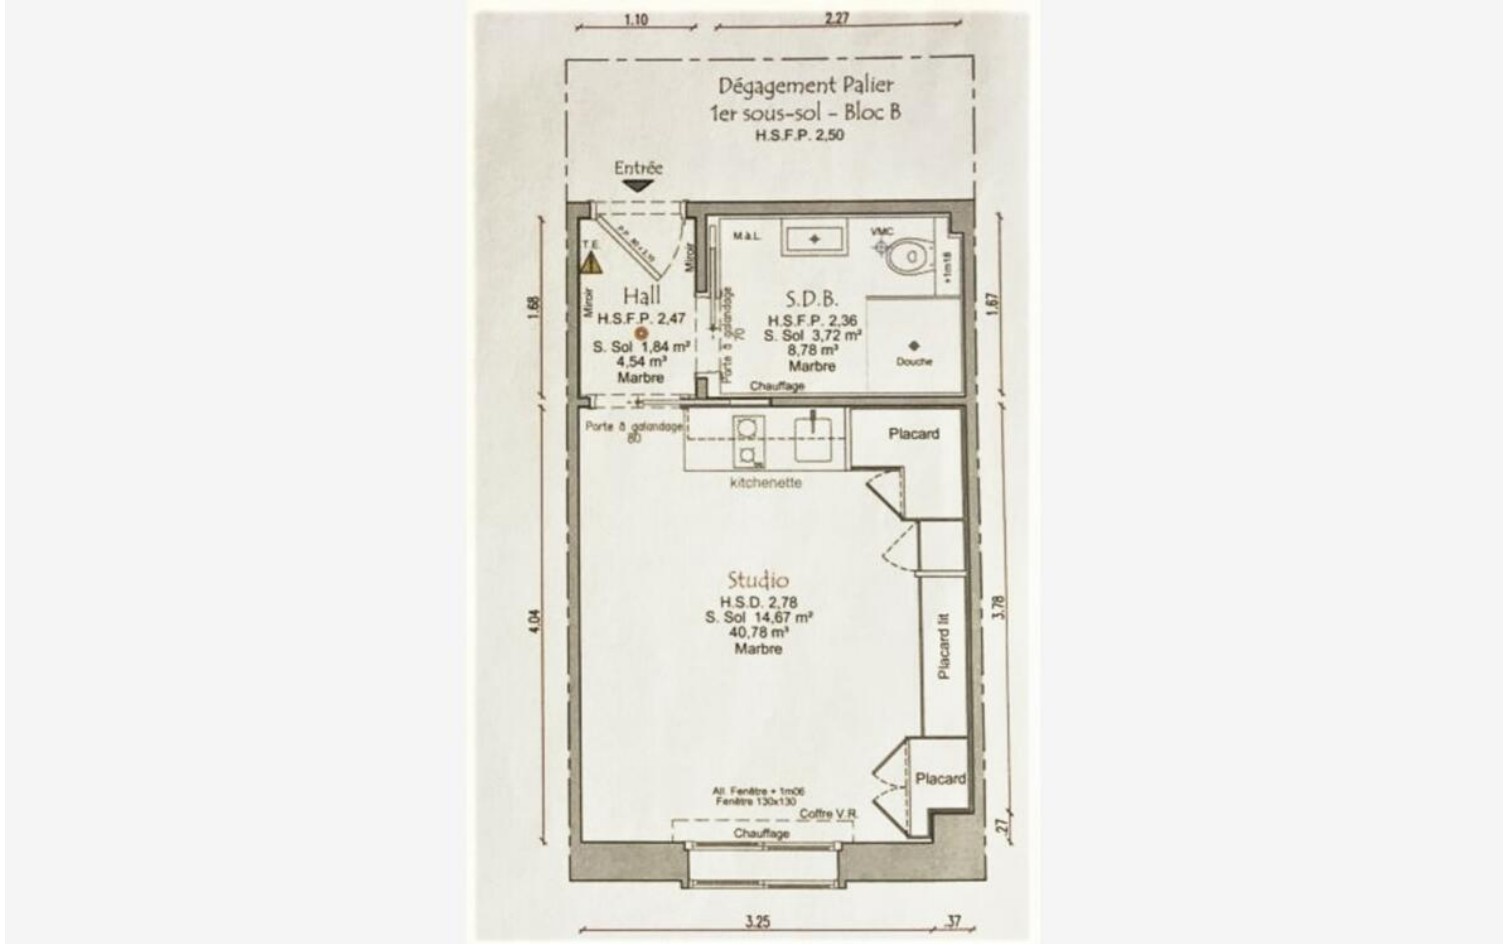 1.10
2.27
Dégagement Palier
1er sous-sol - Bloc B
H.S.F.P. 2,50
Entrée
T.E.
Miroir
Miroir
M.à.L.
VMC
+1m18
Hall
H.S.F.P. 2,47
S. Sol 1,84 m²
4,54 m³
Marbre
Porte à galandage
70
S.D.B.
H.S.F.P. 2,36
S. Sol 3,72 m²
8,78 m³
Marbre
Douche
Chauffage
1.68
1.67
Porte à galandage
80
kitchenette
Placard
Studio
H.S.D. 2,78
S. Sol 14,67 m²
40,78 m³
Marbre
Placard lit
4.04
3.78
Placard
All. Fenêtre + 1m06
Fenêtre 130x130
Coffre V.R.
Chauffage
.27
3.25
.37